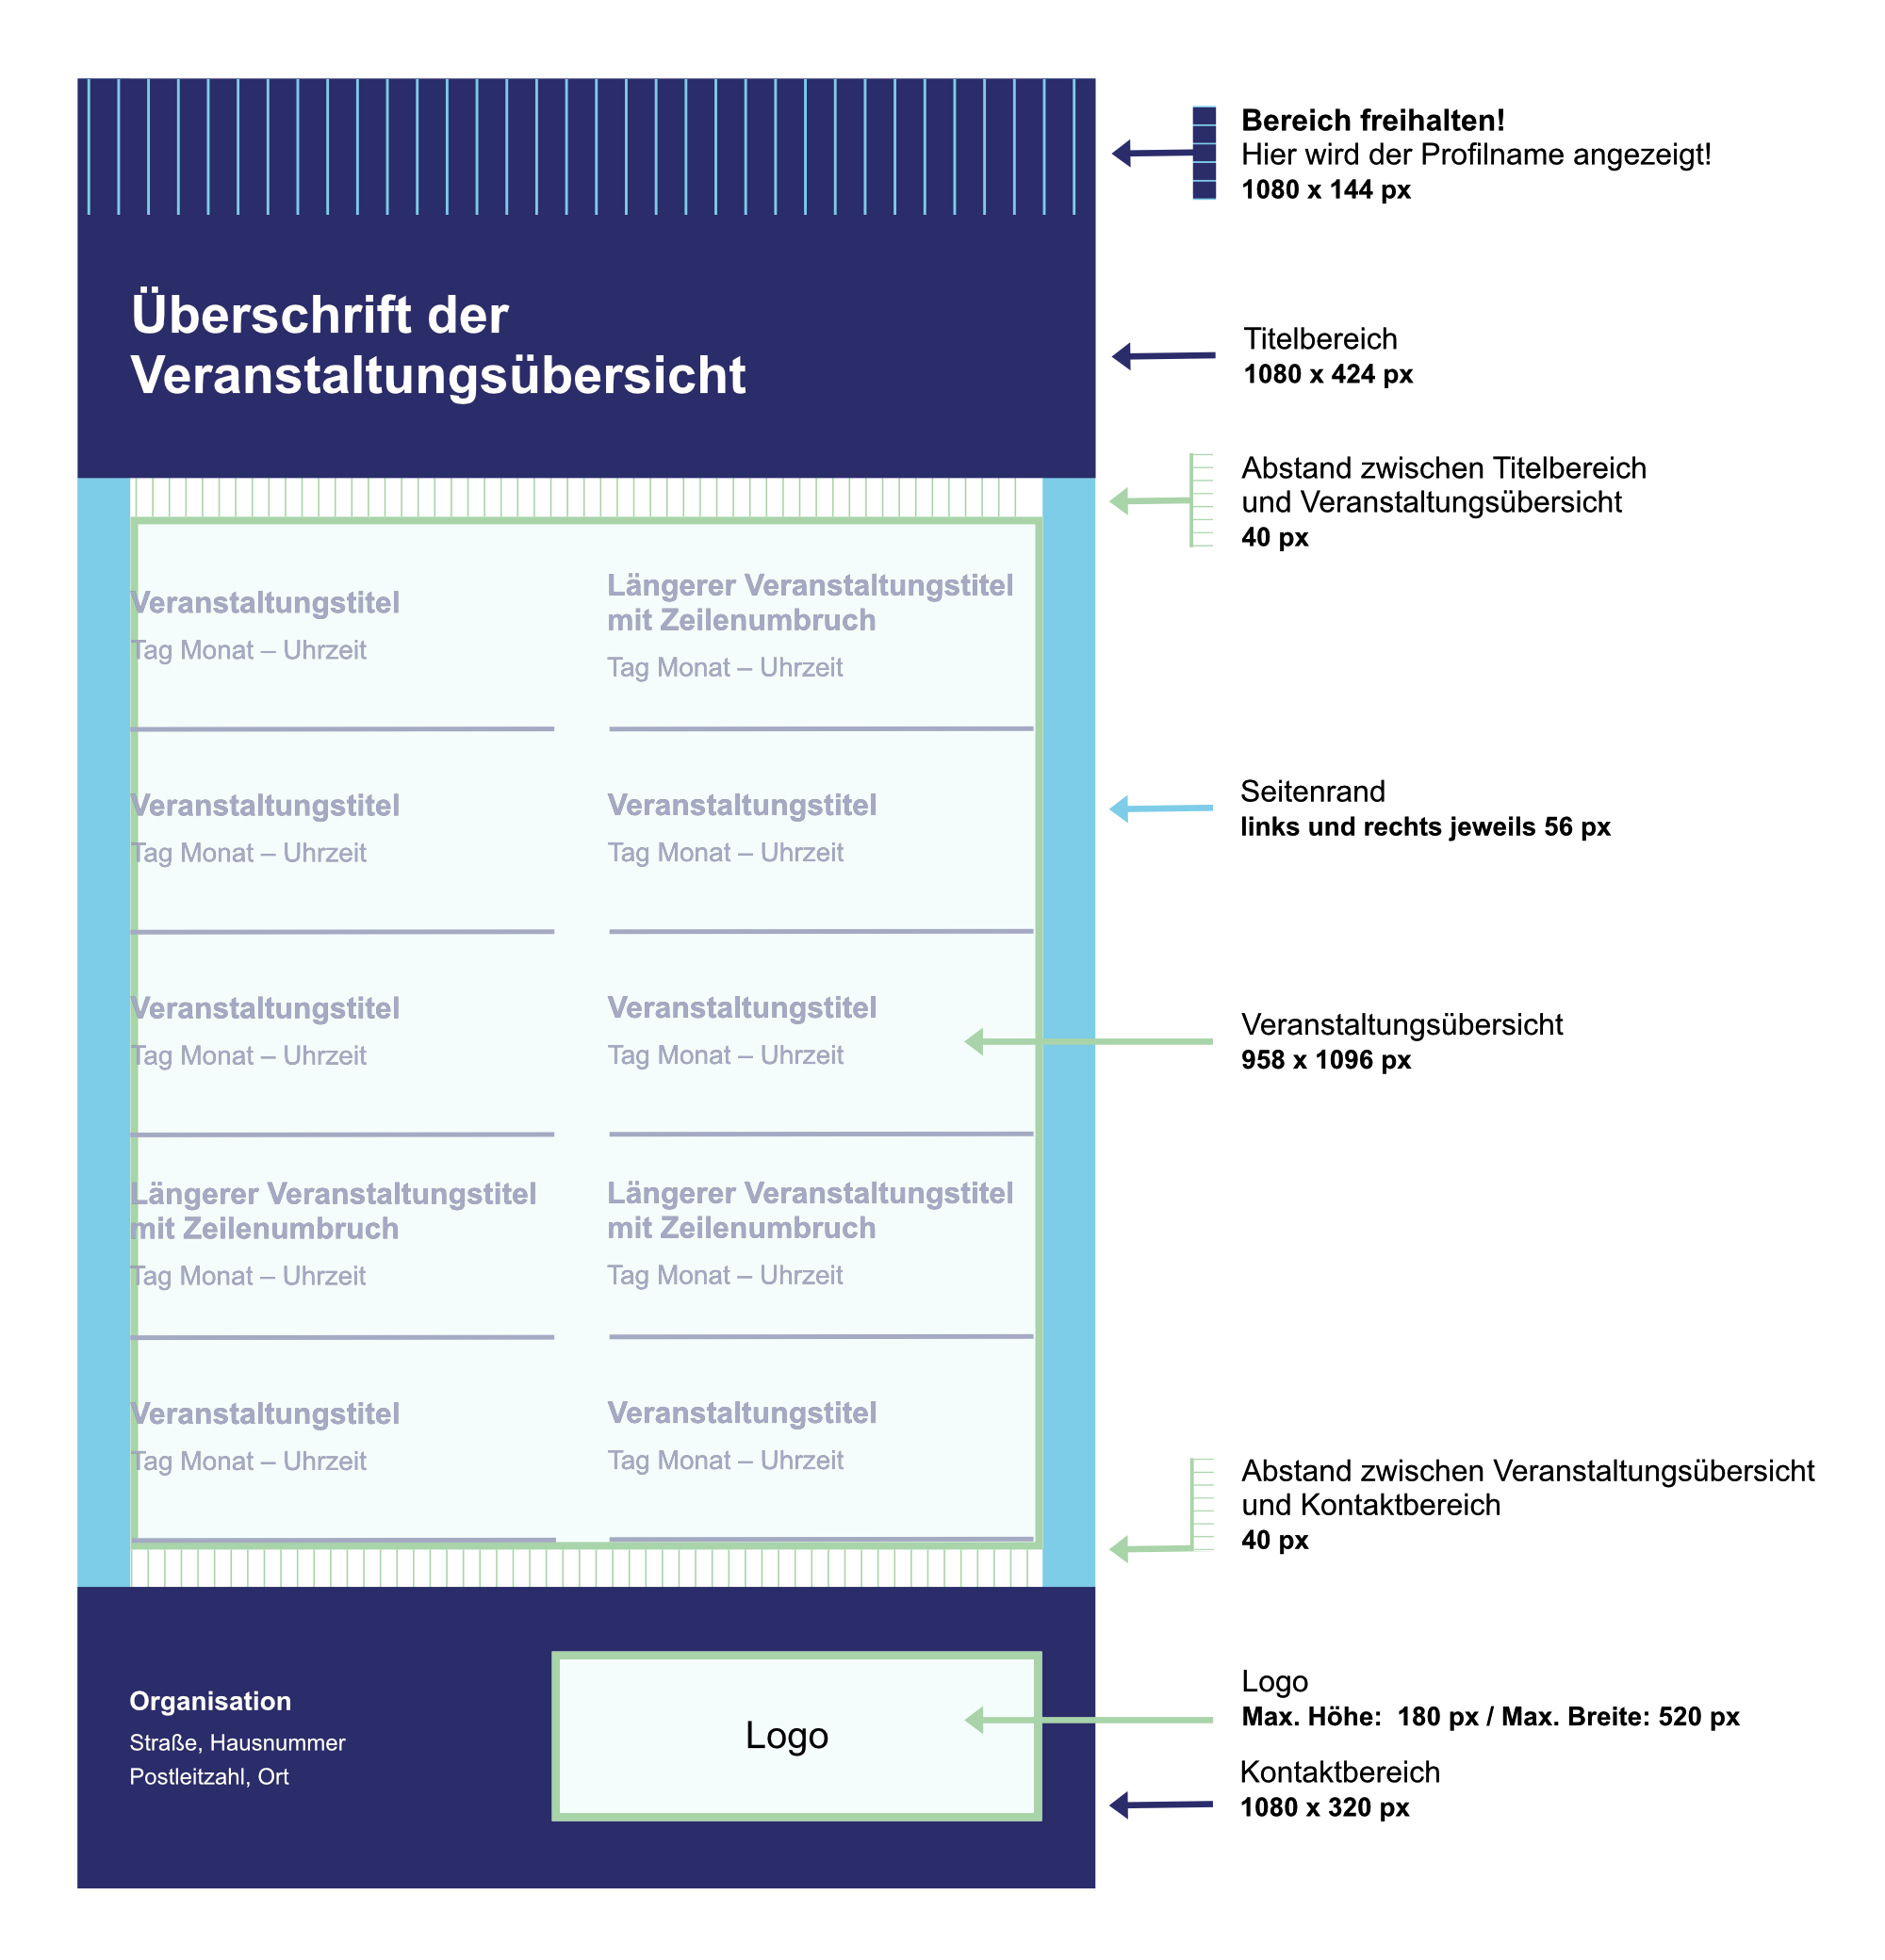 Bereich freihalten!
Hier wird der Profilname angezeigt!
1080 x 144 px
Überschrift der
Veranstaltungsübersicht
Titelbereich
1080 x 424 px
Abstand zwischen Titelbereich
und Veranstaltungsübersicht
40 px
Veranstaltungstitel
Tag Monat – Uhrzeit
Längerer Veranstaltungstitel
mit Zeilenumbruch
Tag Monat – Uhrzeit
Veranstaltungstitel
Tag Monat – Uhrzeit
Veranstaltungstitel
Tag Monat – Uhrzeit
Seitenrand
links und rechts jeweils 56 px
Veranstaltungstitel
Tag Monat – Uhrzeit
Veranstaltungstitel
Tag Monat – Uhrzeit
Veranstaltungsübersicht
958 x 1096 px
Längerer Veranstaltungstitel
mit Zeilenumbruch
Tag Monat – Uhrzeit
Längerer Veranstaltungstitel
mit Zeilenumbruch
Tag Monat – Uhrzeit
Veranstaltungstitel
Tag Monat – Uhrzeit
Veranstaltungstitel
Tag Monat – Uhrzeit
Abstand zwischen Veranstaltungsübersicht
und Kontaktbereich
40 px
Organisation
Straße, Hausnummer
Postleitzahl, Ort
Logo
Logo
Max. Höhe:  180 px / Max. Breite: 520 px
Kontaktbereich
1080 x 320 px